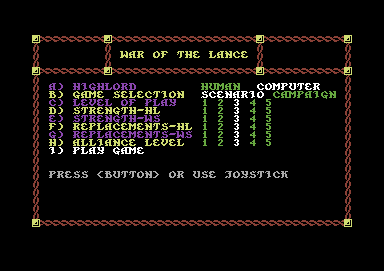 WAR OF THE LANCE
A) HIGHLORD HUMAN COMPUTER
B) GAME SELECTION SCENARIO CAMPAIGN
C) LEVEL OF PLAY 1 2 3 4 5
D) STRENGTH-HL 1 2 3 4 5
E) STRENGTH-WS 1 2 3 4 5
F) REPLACEMENTS-HL 1 2 3 4 5
G) REPLACEMENTS-WS 1 2 3 4 5
H) ALLIANCE LEVEL 1 2 3 4 5
I) PLAY GAME
PRESS (BUTTON) OR USE JOYSTICK